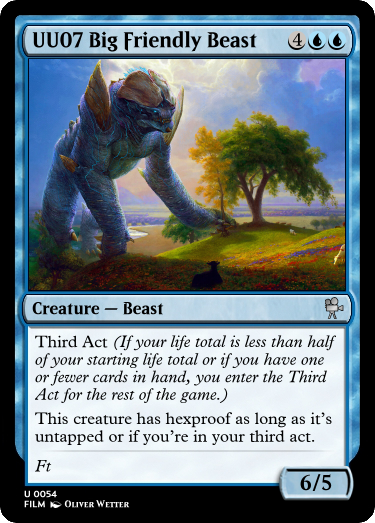 UU07 Big Friendly Beast 4
Creature — Beast
Third Act (If your life total is less than half
of your starting life total or if you have one
or fewer cards in hand, you enter the Third
Act for the rest of the game.)
This creature has hexproof as long as it's
untapped or if you're in your third act.
Ft
6/5
U 0054
FILM Oliver Wetter